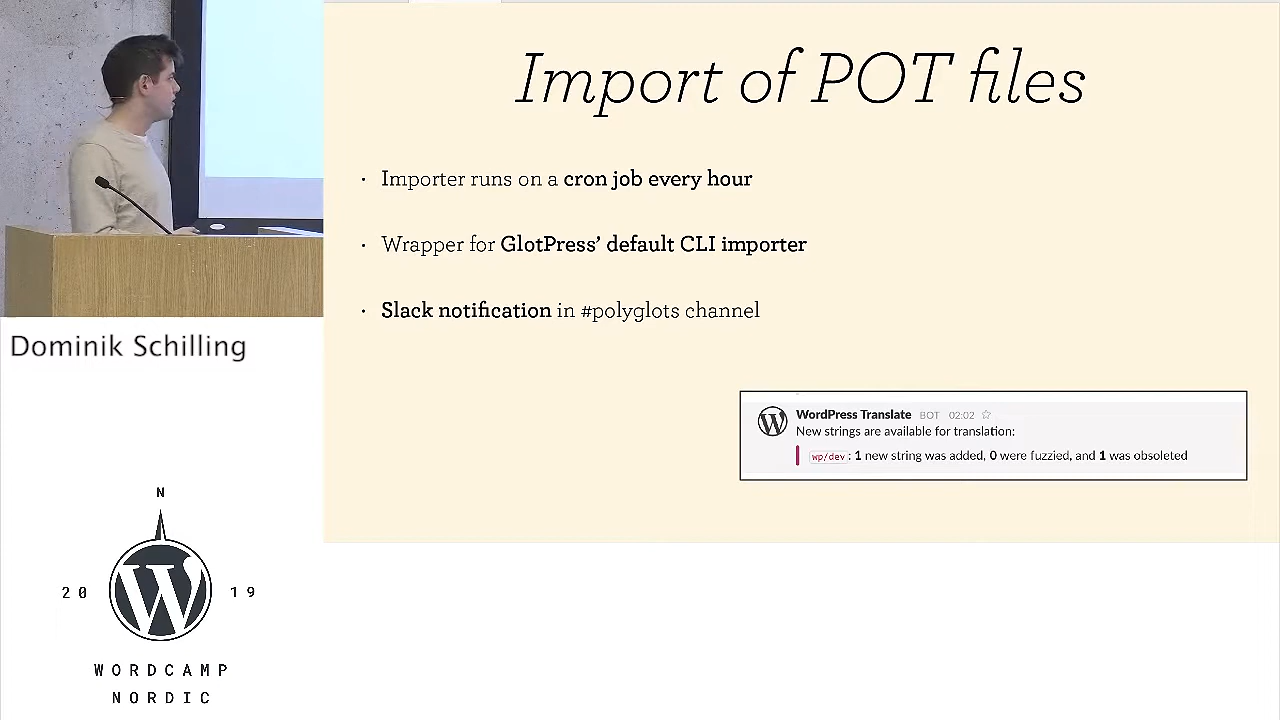 Import of POT files
• Importer runs on a cron job every hour
• Wrapper for GlotPress’ default CLI importer
• Slack notification in #polyglots channel
WordPress Translate BOT 02:02 ☆
New strings are available for translation:
wp/dev: 1 new string was added, 0 were fuzzied, and 1 was obsoleted
Dominik Schilling
N
20 19
WORDCAMP
NORDIC